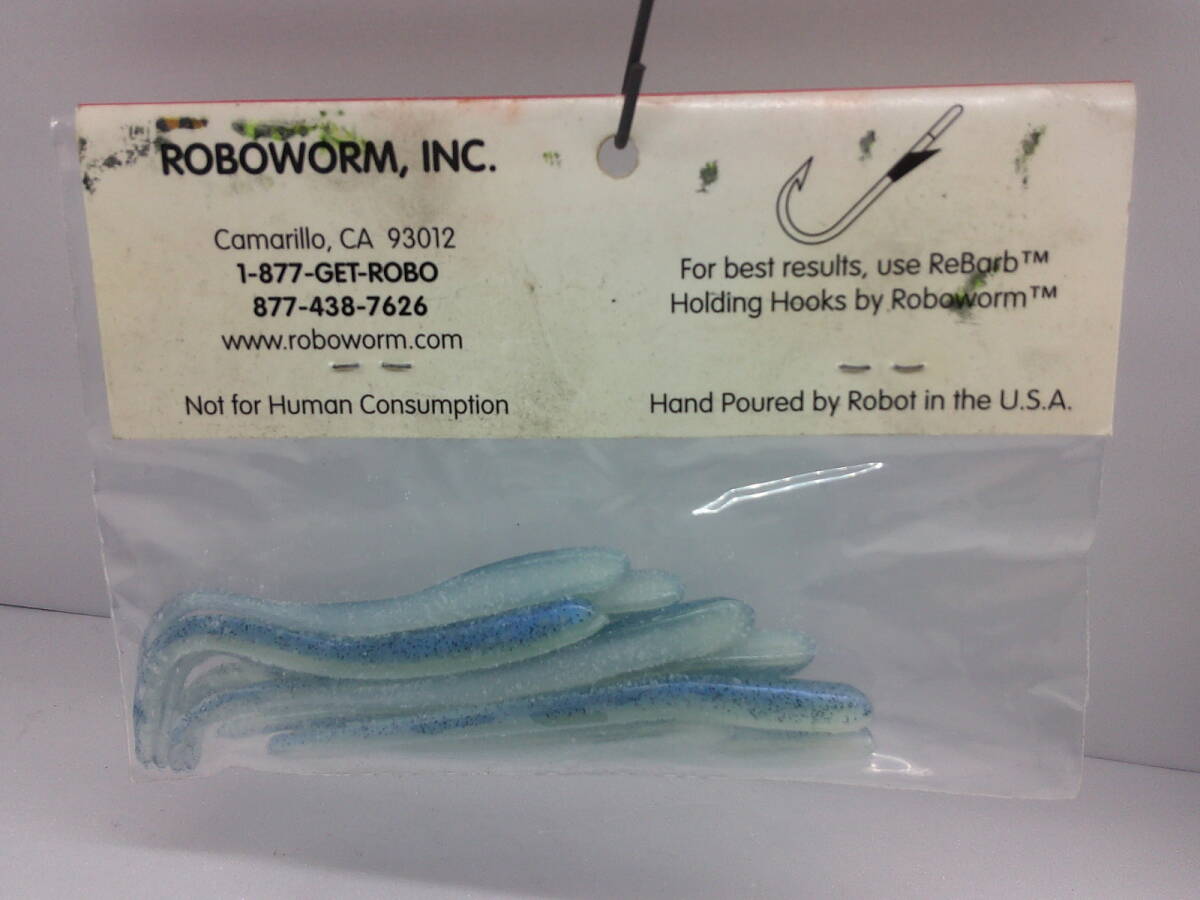 ROBOWORM, INC.
Camarillo, CA 93012
1-877-GET-ROBO
877-438-7626
www.roboworm.com
Not for Human Consumption
For best results, use ReBarb™
Holding Hooks by Roboworm™
Hand Poured by Robot in the U.S.A.